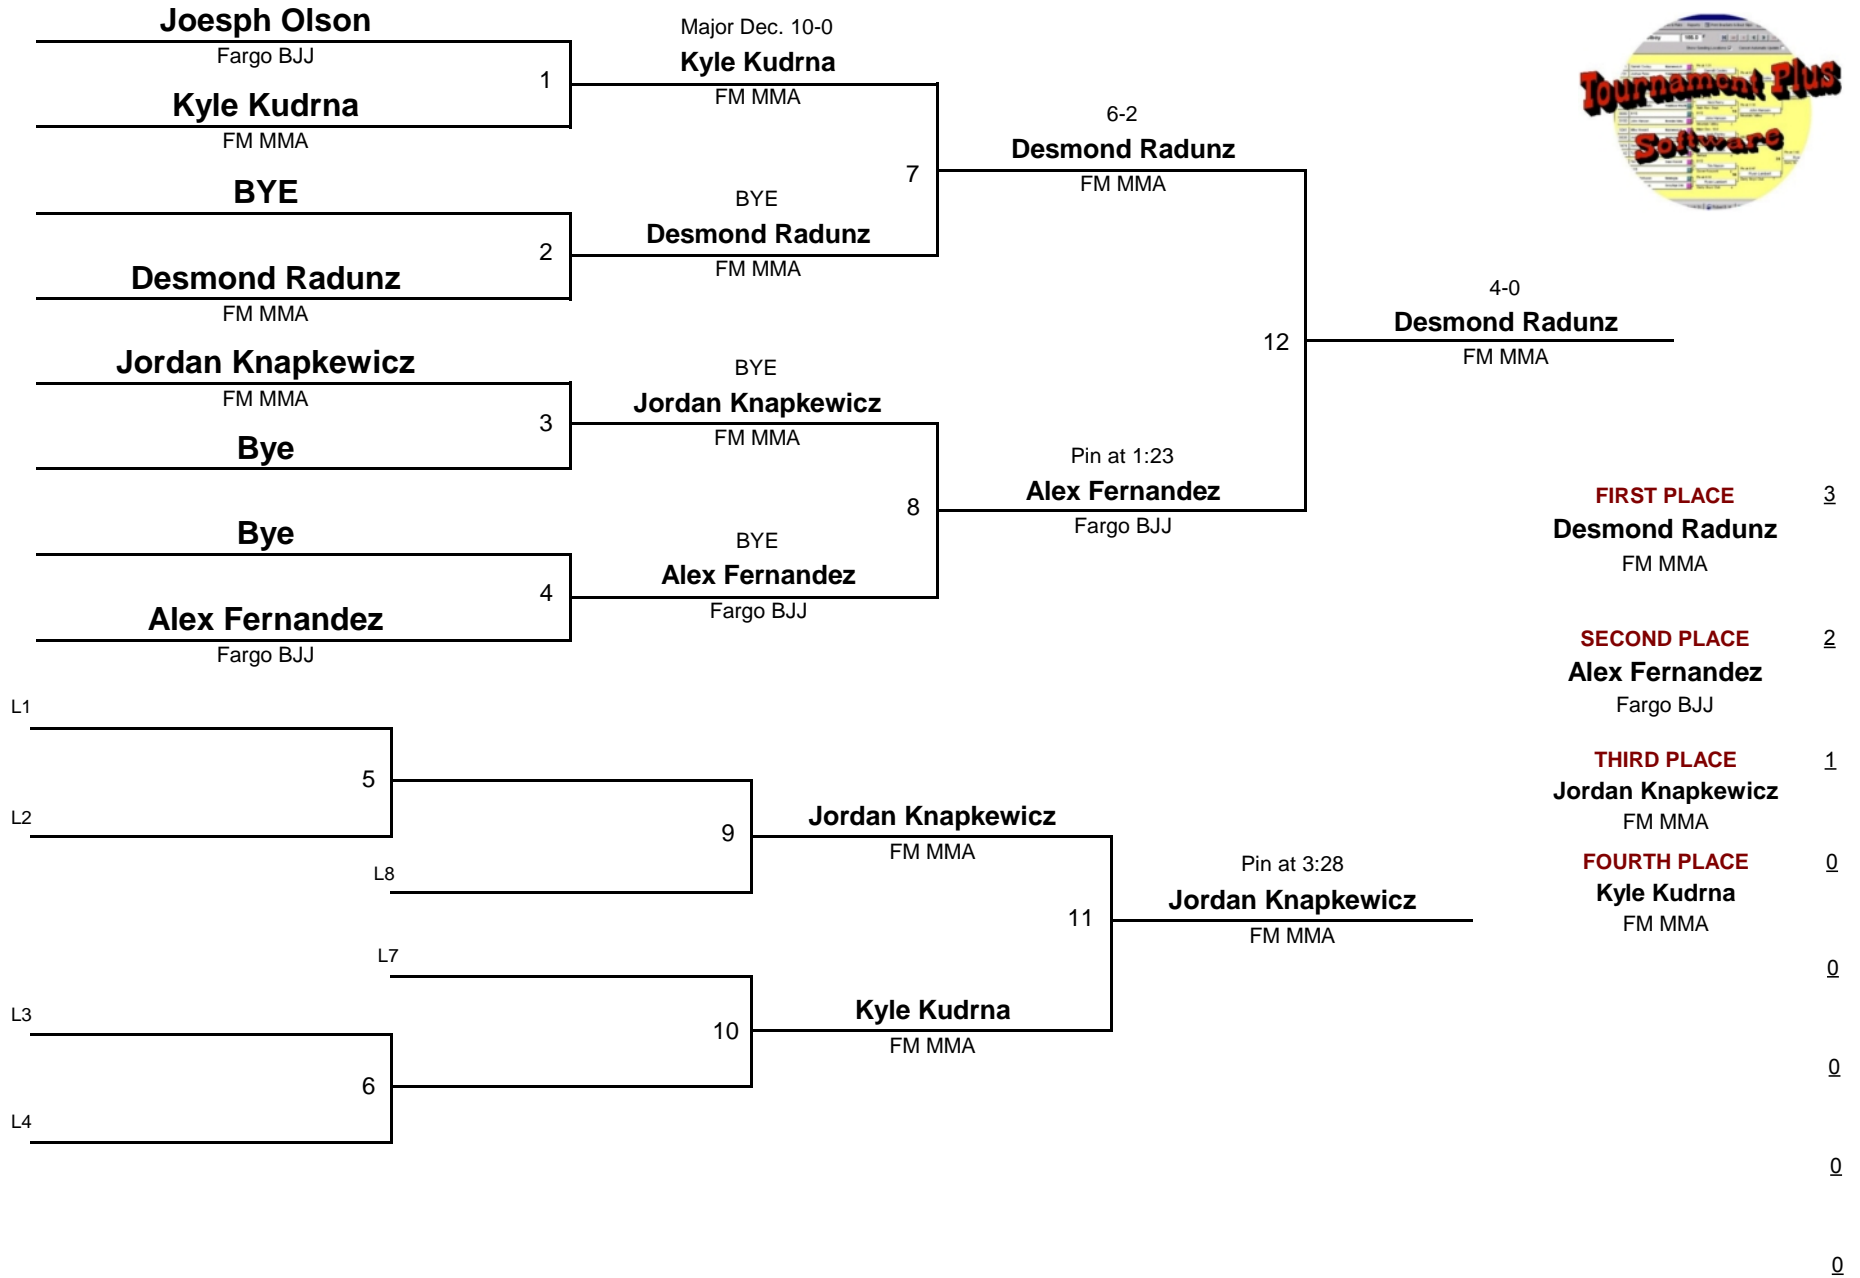 Joesph Olson
Fargo BJJ
1
Kyle Kudrna
FM MMA
BYE
2
Desmond Radunz
FM MMA
Jordan Knapkewicz
FM MMA
3
Bye
Bye
4
Alex Fernandez
Fargo BJJ
Major Dec. 10-0
Kyle Kudrna
FM MMA
7
BYE
Desmond Radunz
FM MMA
BYE
Jordan Knapkewicz
FM MMA
8
BYE
Alex Fernandez
Fargo BJJ
6-2
Desmond Radunz
FM MMA
12
Pin at 1:23
Alex Fernandez
Fargo BJJ
4-0
Desmond Radunz
FM MMA
Tournament Plus
Software
FIRST PLACE 3
Desmond Radunz
FM MMA
SECOND PLACE 2
Alex Fernandez
Fargo BJJ
THIRD PLACE 1
Jordan Knapkewicz
FM MMA
FOURTH PLACE 0
Kyle Kudrna
FM MMA
0
0
0
0
L1
5
L2
9
L8
L7
L3
10
6
L4
Jordan Knapkewicz
FM MMA
11
Kyle Kudrna
FM MMA
Pin at 3:28
Jordan Knapkewicz
FM MMA